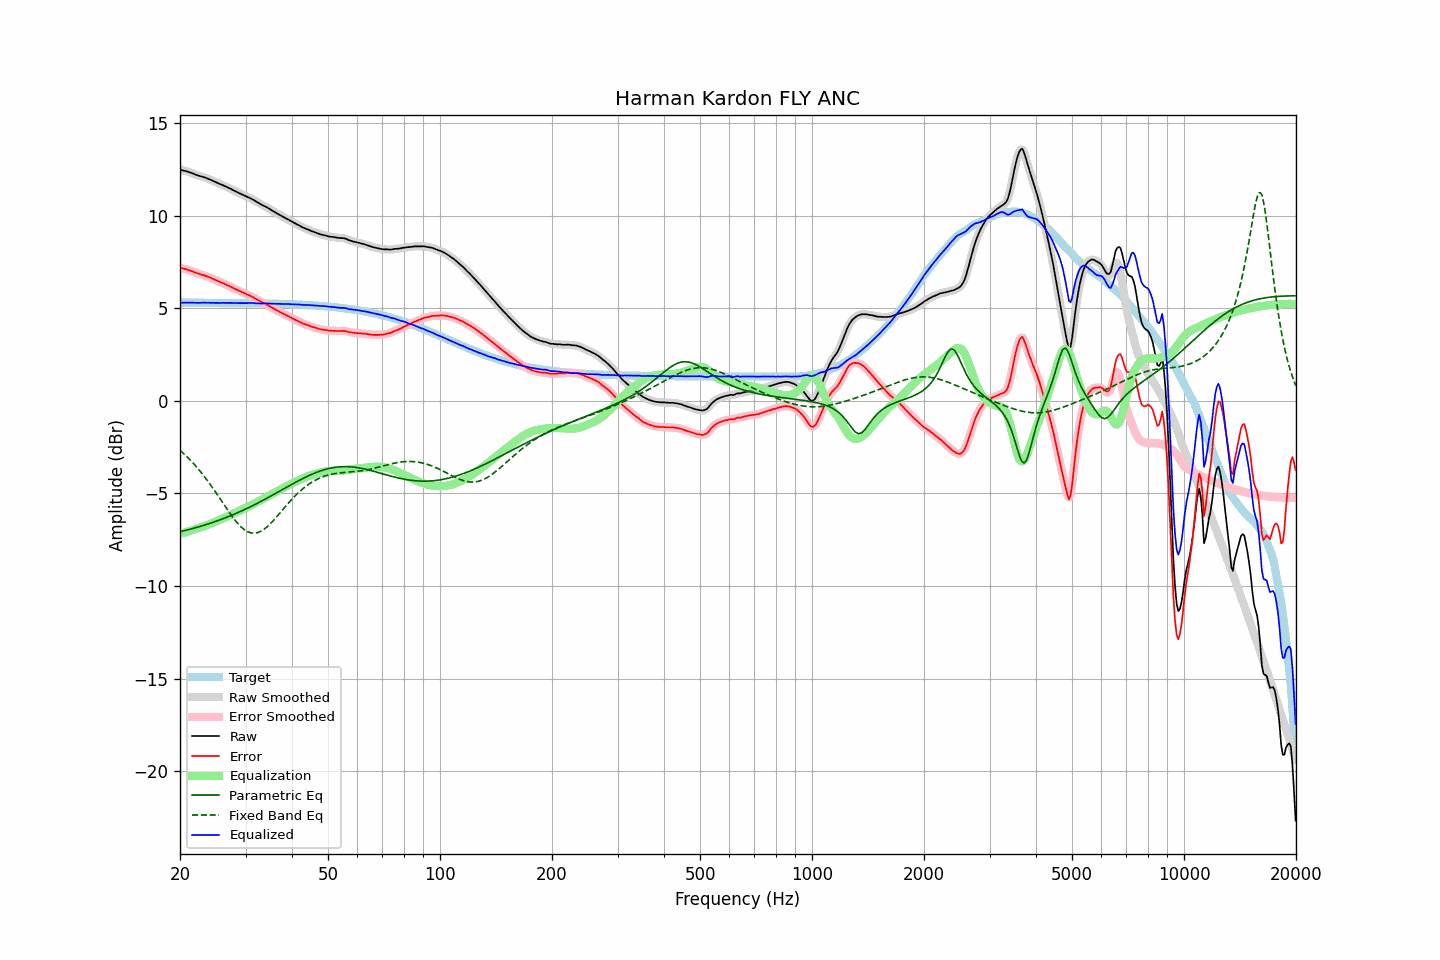 Harman Kardon FLY ANC
Amplitude (dBr)
15
10
5
0
−5
−10
−15
−20
Target
Raw Smoothed
Error Smoothed
Raw
Error
Equalization
Parametric Eq
Fixed Band Eq
Equalized
20 50 100 200 500 1000 2000 5000 10000 20000
Frequency (Hz)